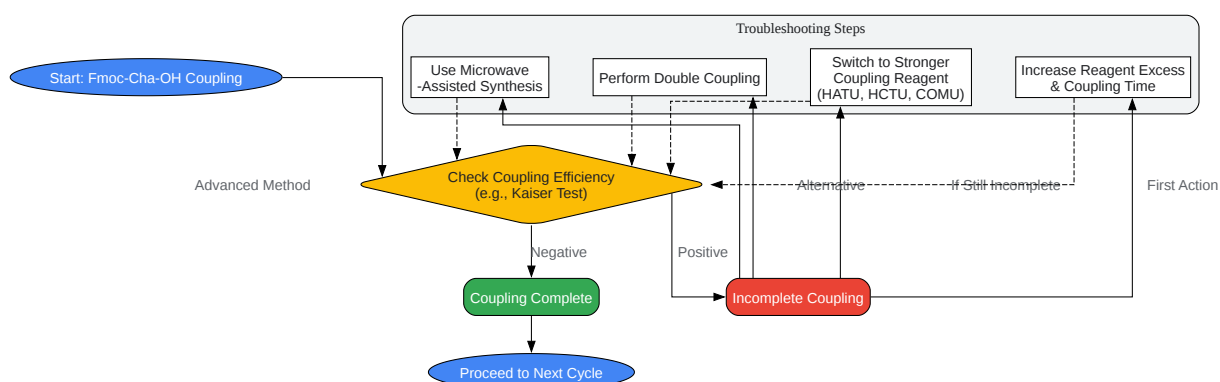 Troubleshooting Steps
Start: Fmoc-Cha-OH Coupling
Use Microwave
-Assisted Synthesis
Perform Double Coupling
Switch to Stronger
Coupling Reagent
(HATU, HCTU, COMU)
Increase Reagent Excess
& Coupling Time
Check Coupling Efficiency
(e.g., Kaiser Test)
Advanced Method
Alternative
If Still Incomplete
First Action
Negative
Positive
Coupling Complete
Incomplete Coupling
Proceed to Next Cycle